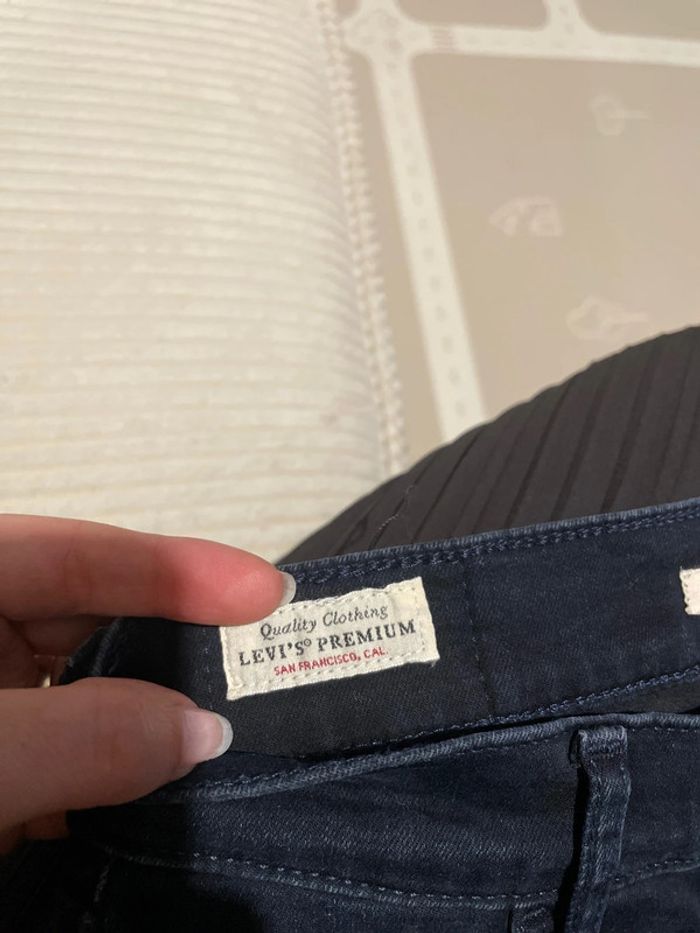 Quality Clothing
LEVI'S® PREMIUM
SAN FRANCISCO, CAL.